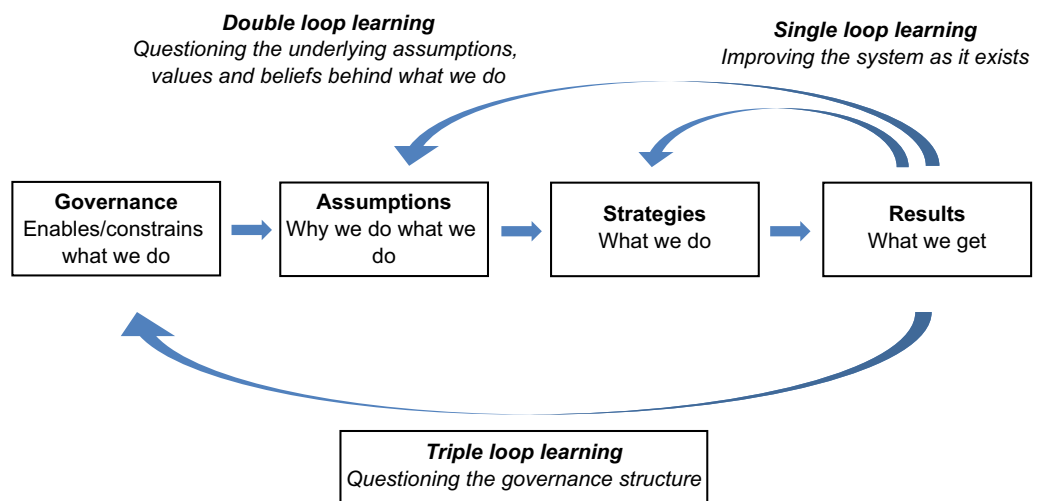 Double loop learning
Questioning the underlying assumptions,
values and beliefs behind what we do
Single loop learning
Improving the system as it exists
Governance
Enables/constrains
what we do
Assumptions
Why we do what we
do
Strategies
What we do
Results
What we get
Triple loop learning
Questioning the governance structure